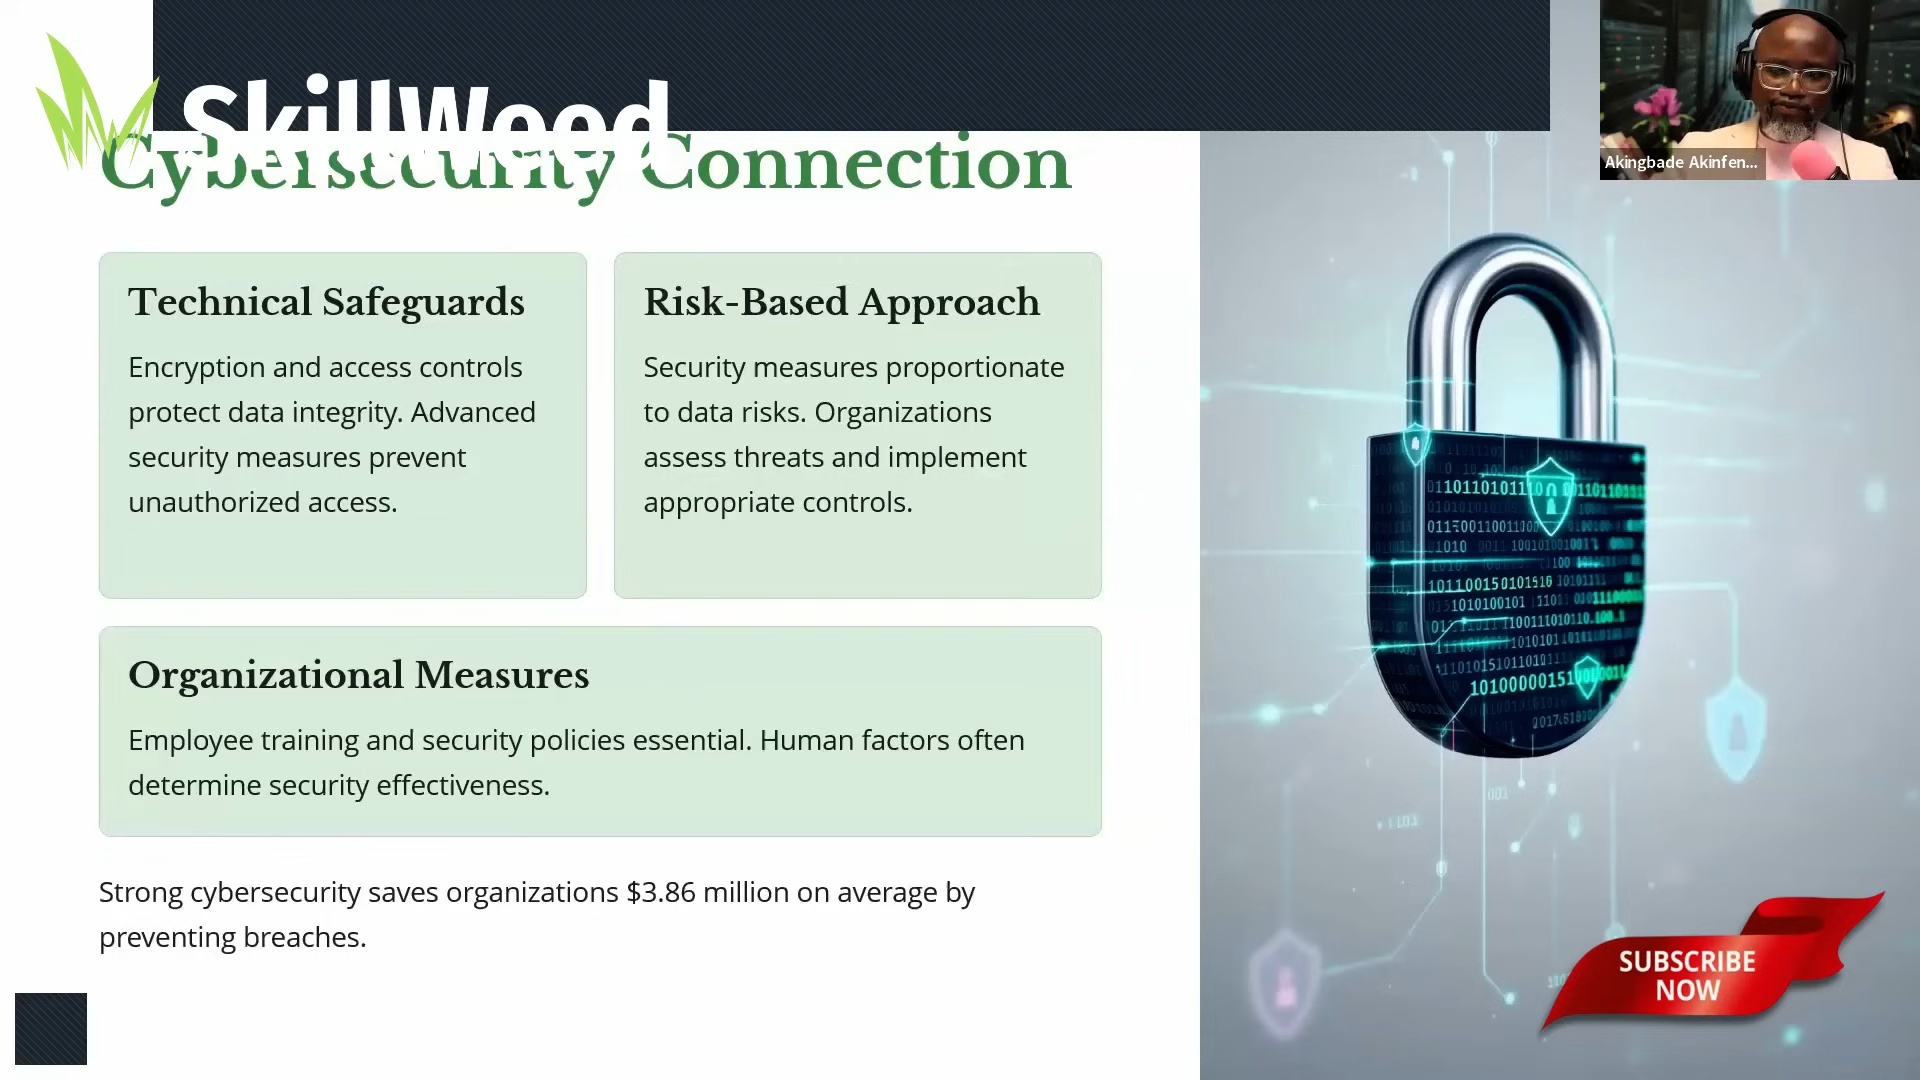 SkillWeed
Akingbade Akinfen...
Cybersecurity Connection
Technical Safeguards
Encryption and access controls
protect data integrity. Advanced
security measures prevent
unauthorized access.
Risk-Based Approach
Security measures proportionate
to data risks. Organizations
assess threats and implement
appropriate controls.
Organizational Measures
Employee training and security policies essential. Human factors often
determine security effectiveness.
Strong cybersecurity saves organizations $3.86 million on average by
preventing breaches.
SUBSCRIBE
NOW